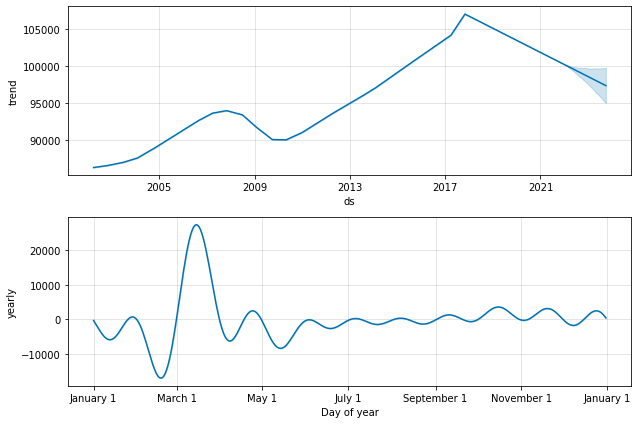 105000
100000
95000
90000
trend
2005 2009 2013 2017 2021
ds
20000
10000
0
−10000
yearly
January 1 March 1 May 1 July 1 September 1 November 1 January 1
Day of year